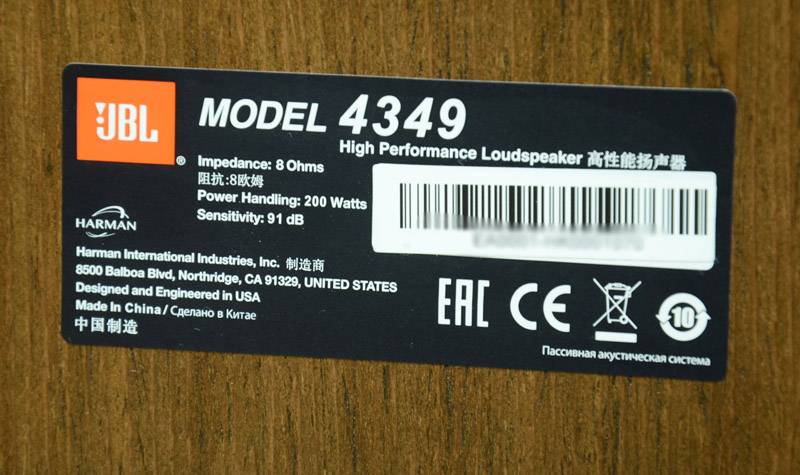 JBL ®
MODEL 4349
High Performance Loudspeaker 高性能扬声器
Impedance: 8 Ohms
阻抗:8欧姆
Power Handling: 200 Watts
Sensitivity: 91 dB
HARMAN
Harman International Industries, Inc. 制造商
8500 Balboa Blvd, Northridge, CA 91329, UNITED STATES
Designed and Engineered in USA
Made In China / Сделано в Китае
中国制造
EAC CE 10
Пассивная акустическая система